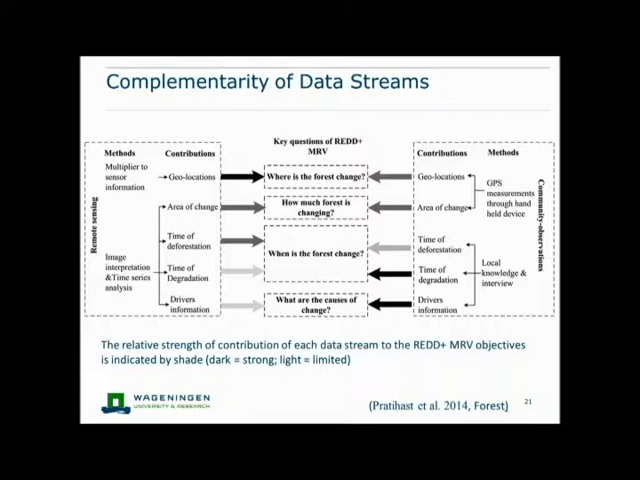 Complementarity of Data Streams
Key questions of REDD+
MRV
Methods
Contributions
Contributions
Methods
Remote sensing
Multiplier to
sensor
information
Image
interpretation
&Time series
analysis
Geo-locations
Area of change
Time of
deforestation
Time of
Degradation
Drivers
information
Where is the forest change?
How much forest is
changing?
When is the forest change?
What are the causes of
change?
Geo-locations
Area of change
Time of
deforestation
Time of
degradation
Drivers
information
GPS
measurements
through hand
held device
Local
knowledge &
interview
Community-observations
The relative strength of contribution of each data stream to the REDD+ MRV objectives
is indicated by shade (dark = strong; light = limited)
WAGENINGEN
UNIVERSITY & RESEARCH
(Pratihast et al. 2014, Forest)
21